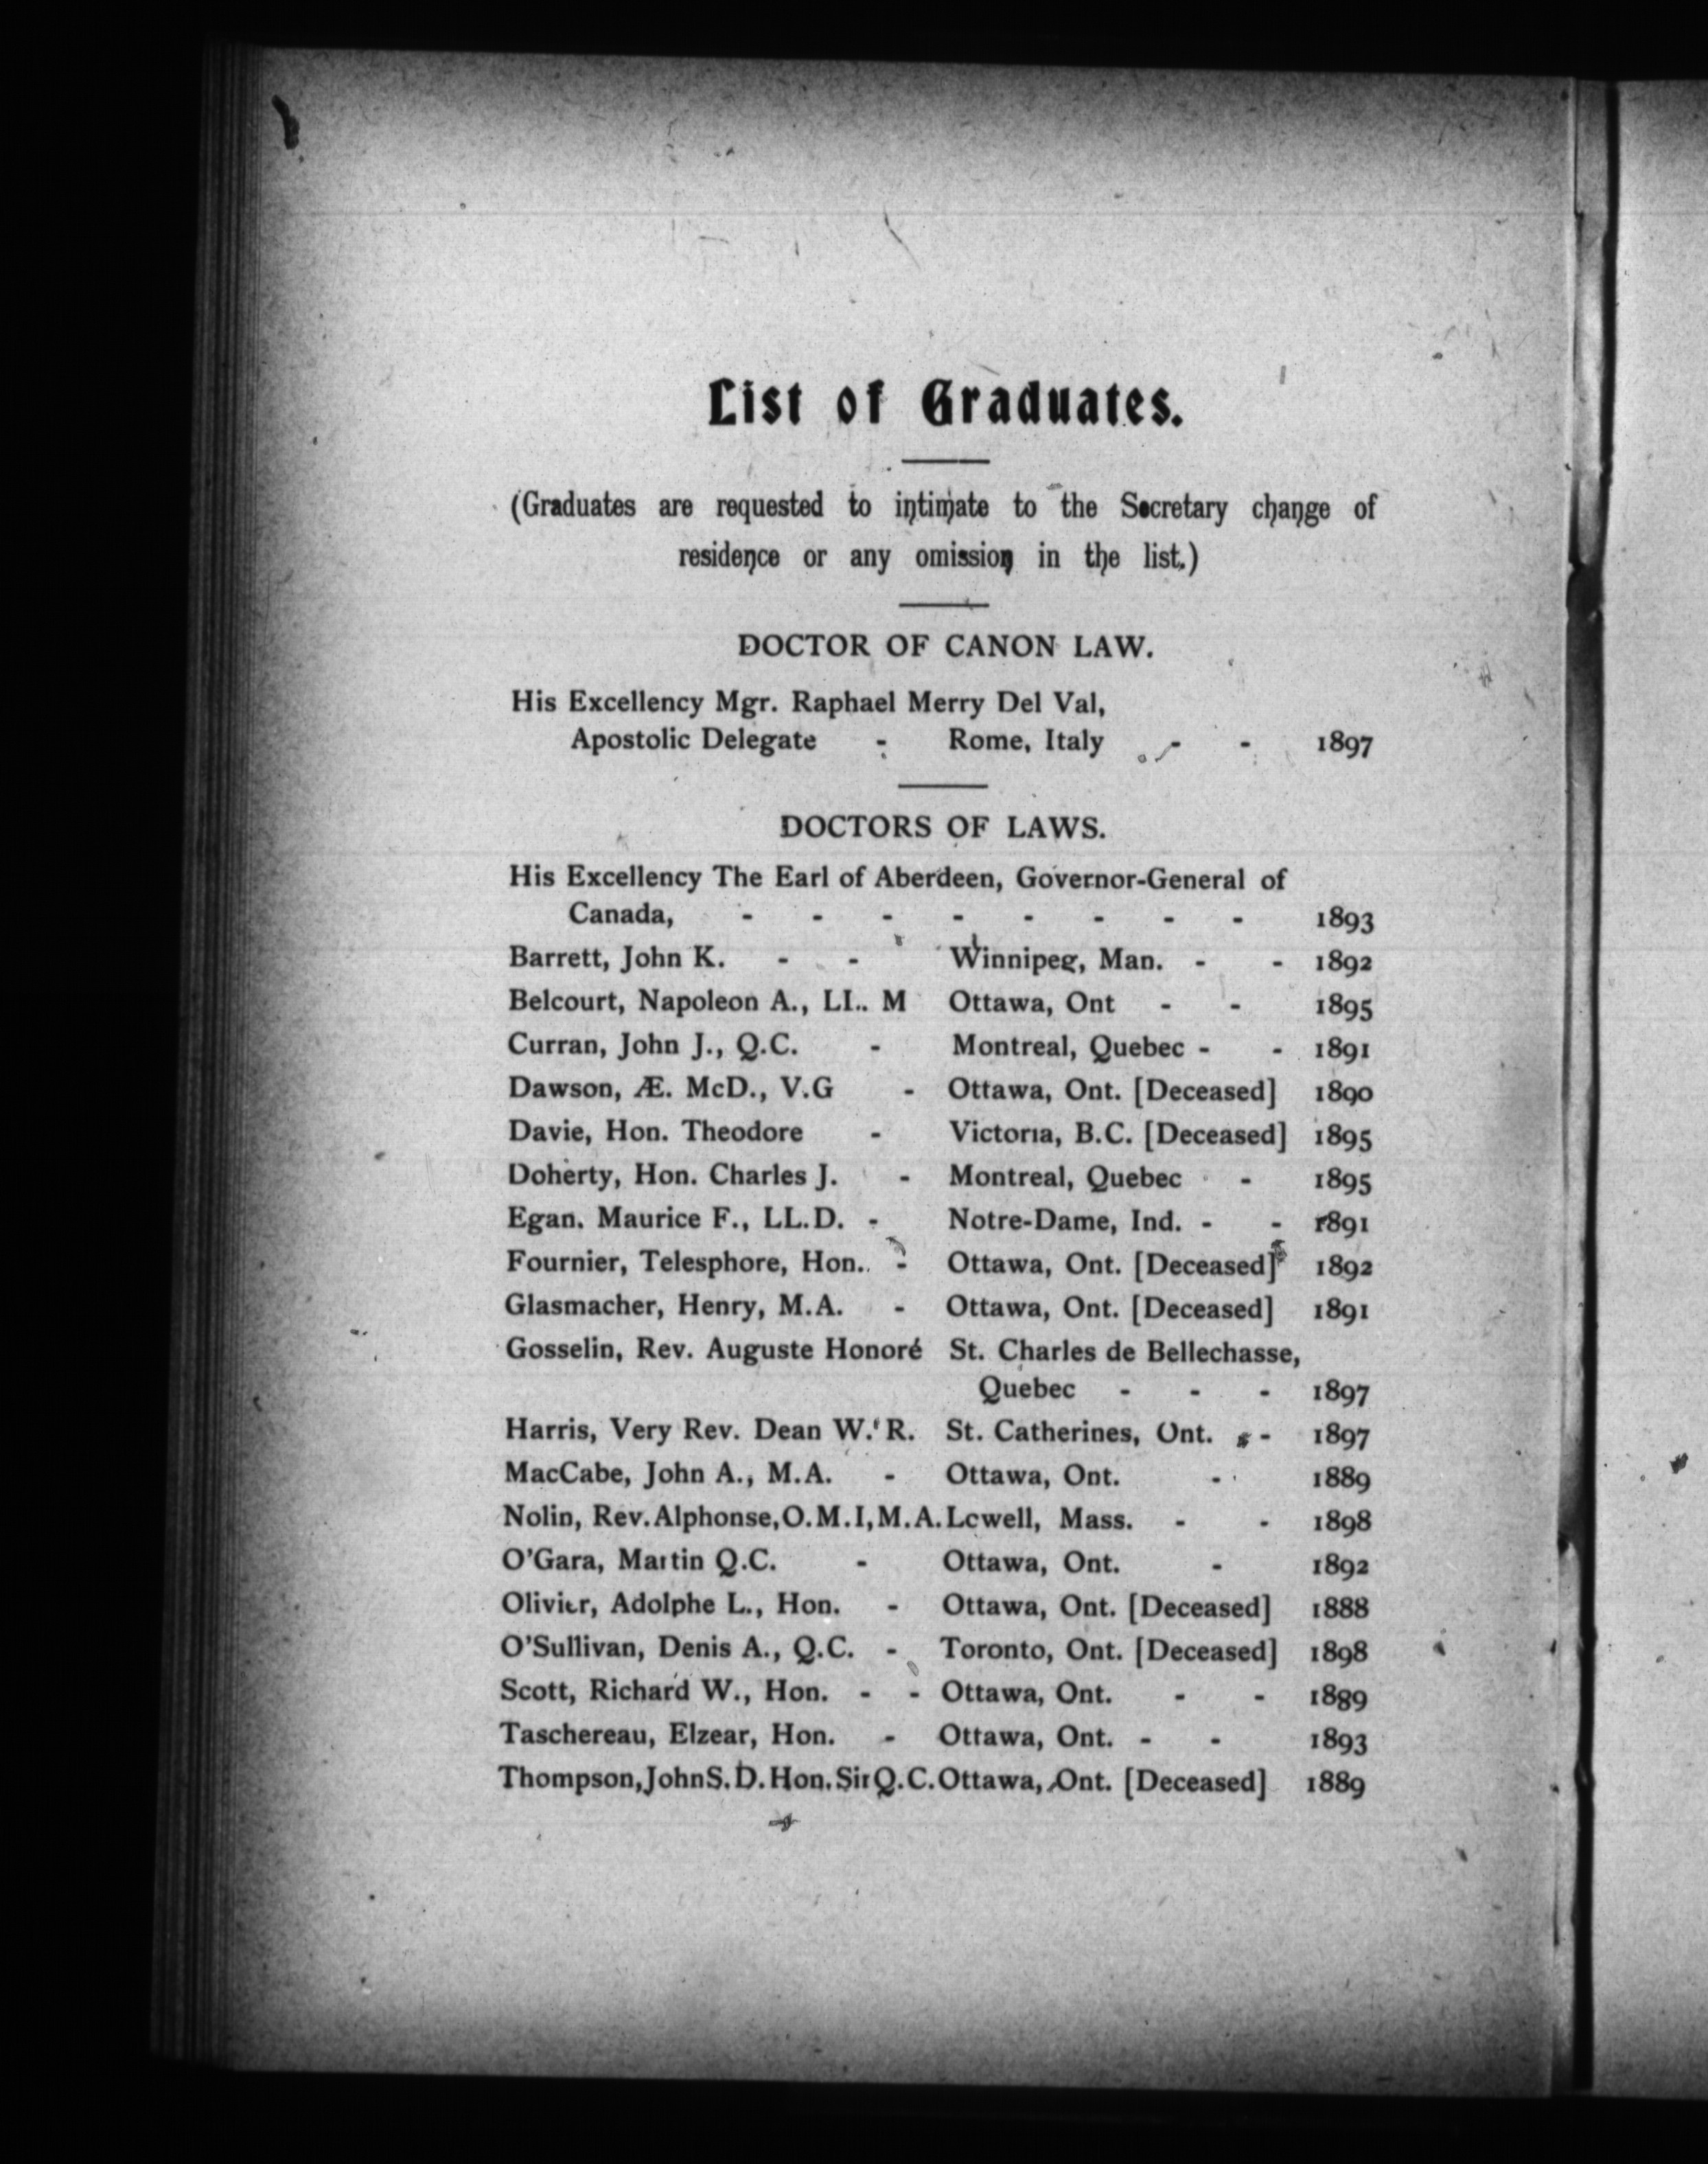 List of Graduates.
(Graduates are requested to intimate to the Secretary change of
residence or any omission in the list.)
DOCTOR OF CANON LAW.
His Excellency Mgr. Raphael Merry Del Val,
Apostolic Delegate - Rome, Italy - - 1897
DOCTORS OF LAWS.
His Excellency The Earl of Aberdeen, Governor-General of
Canada, - - - - - - - - 1893
Barrett, John K. - - Winnipeg, Man. - - 1892
Belcourt, Napoleon A., LL. M Ottawa, Ont - - 1895
Curran, John J., Q.C. - Montreal, Quebec - - 1891
Dawson, Æ. McD., V.G - Ottawa, Ont. [Deceased] 1890
Davie, Hon. Theodore - Victoria, B.C. [Deceased] 1895
Doherty, Hon. Charles J. - Montreal, Quebec - 1895
Egan. Maurice F., LL.D. - Notre-Dame, Ind. - - 1891
Fournier, Telesphore, Hon. - Ottawa, Ont. [Deceased] 1892
Glasmacher, Henry, M.A. - Ottawa, Ont. [Deceased] 1891
Gosselin, Rev. Auguste Honoré St. Charles de Bellechasse,
Quebec - - - 1897
Harris, Very Rev. Dean W. R. St. Catherines, Ont. - 1897
MacCabe, John A., M.A. - Ottawa, Ont. - 1889
Nolin, Rev. Alphonse, O.M.I, M.A. Lowell, Mass. - - 1898
O'Gara, Martin Q.C. - Ottawa, Ont. - 1892
Olivier, Adolphe L., Hon. - Ottawa, Ont. [Deceased] 1888
O'Sullivan, Denis A., Q.C. - Toronto, Ont. [Deceased] 1898
Scott, Richard W., Hon. - - Ottawa, Ont. - - 1889
Taschereau, Elzear, Hon. - Ottawa, Ont. - - 1893
Thompson, John S. D. Hon. Sir Q.C. Ottawa, Ont. [Deceased] 1889